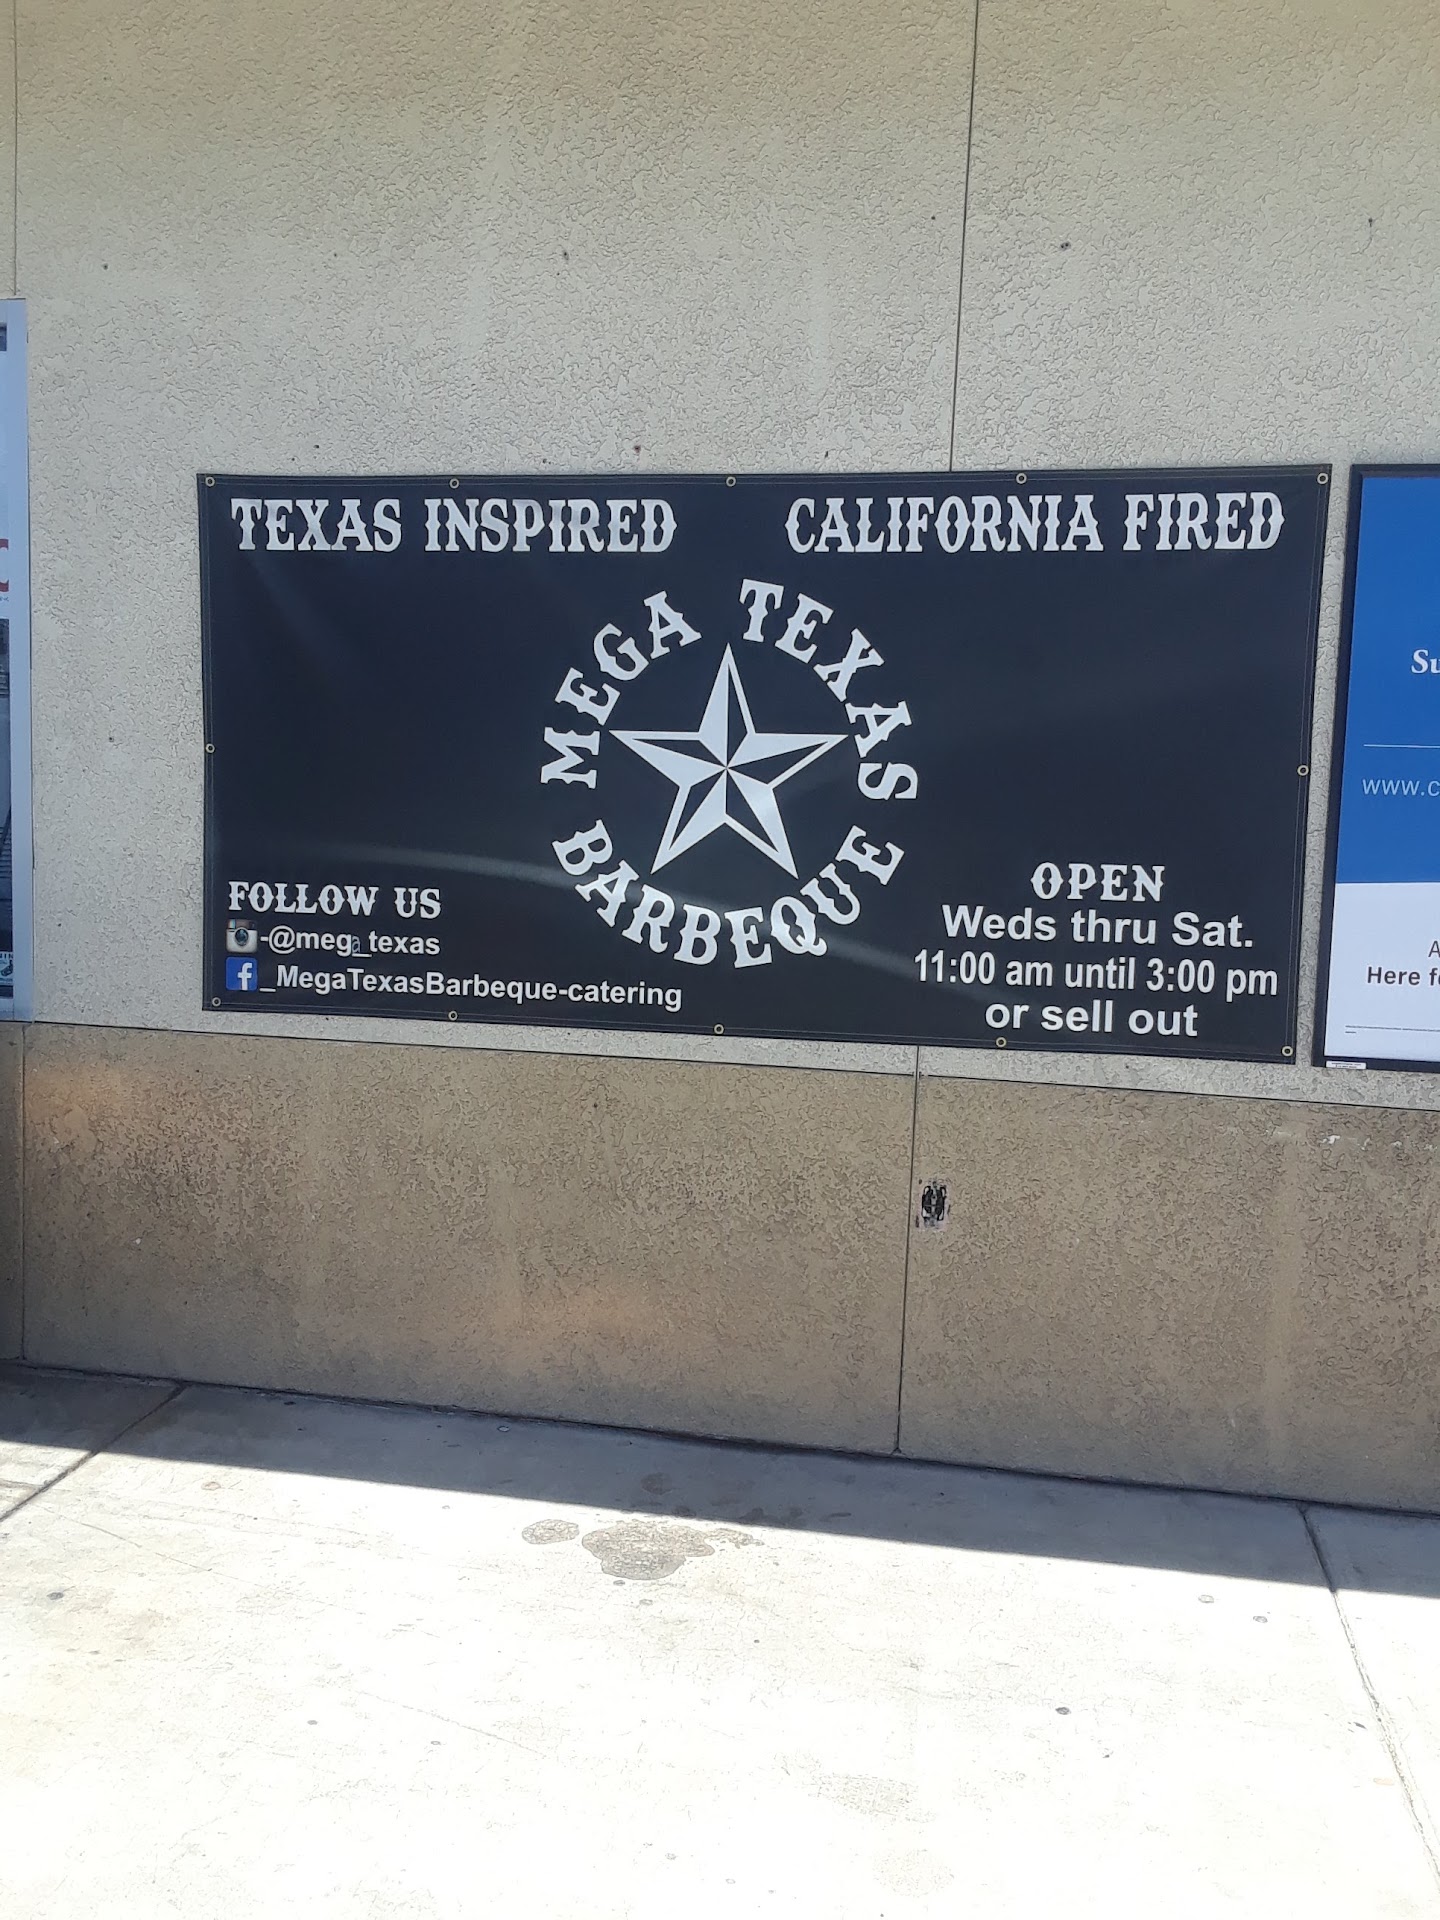 TEXAS INSPIRED
CALIFORNIA FIRED
MEGA TEXAS
BARBEQUE
FOLLOW US
-@mega_texas
f_MegaTexasBarbeque-catering
OPEN
Weds thru Sat.
11:00 am until 3:00 pm
or sell out
www.c
Here f